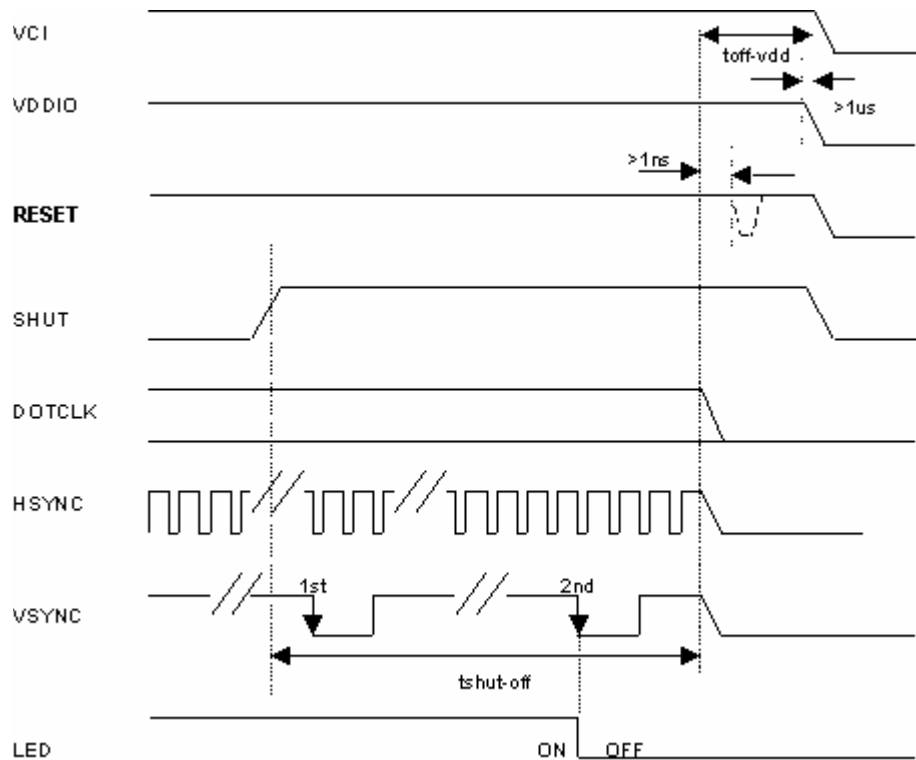 VCI
toff-vdd
VDDIO
>1us
>1ns
RESET
SHUT
DOTCLK
HSYNC
1st
2nd
VSYNC
tshut-off
LED
ON
OFF